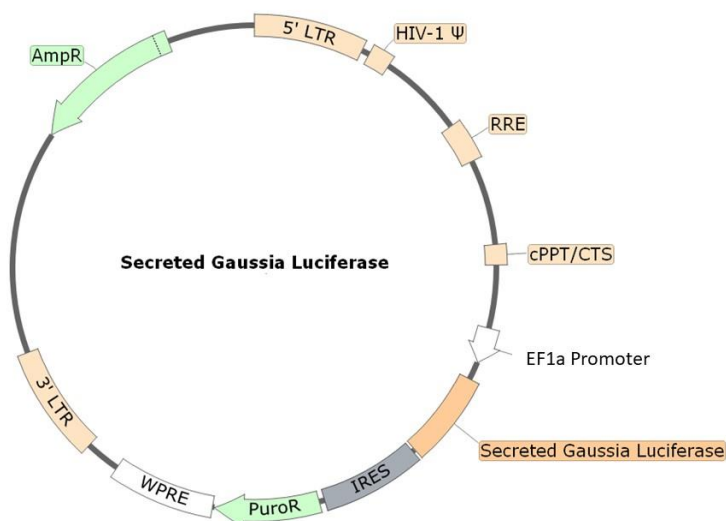 5' LTR
HIV-1 Ψ
AmpR
RRE
Secreted Gaussia Luciferase
cPPT/CTS
EF1a Promoter
3' LTR
Secreted Gaussia Luciferase
IRES
WPRE
PuroR